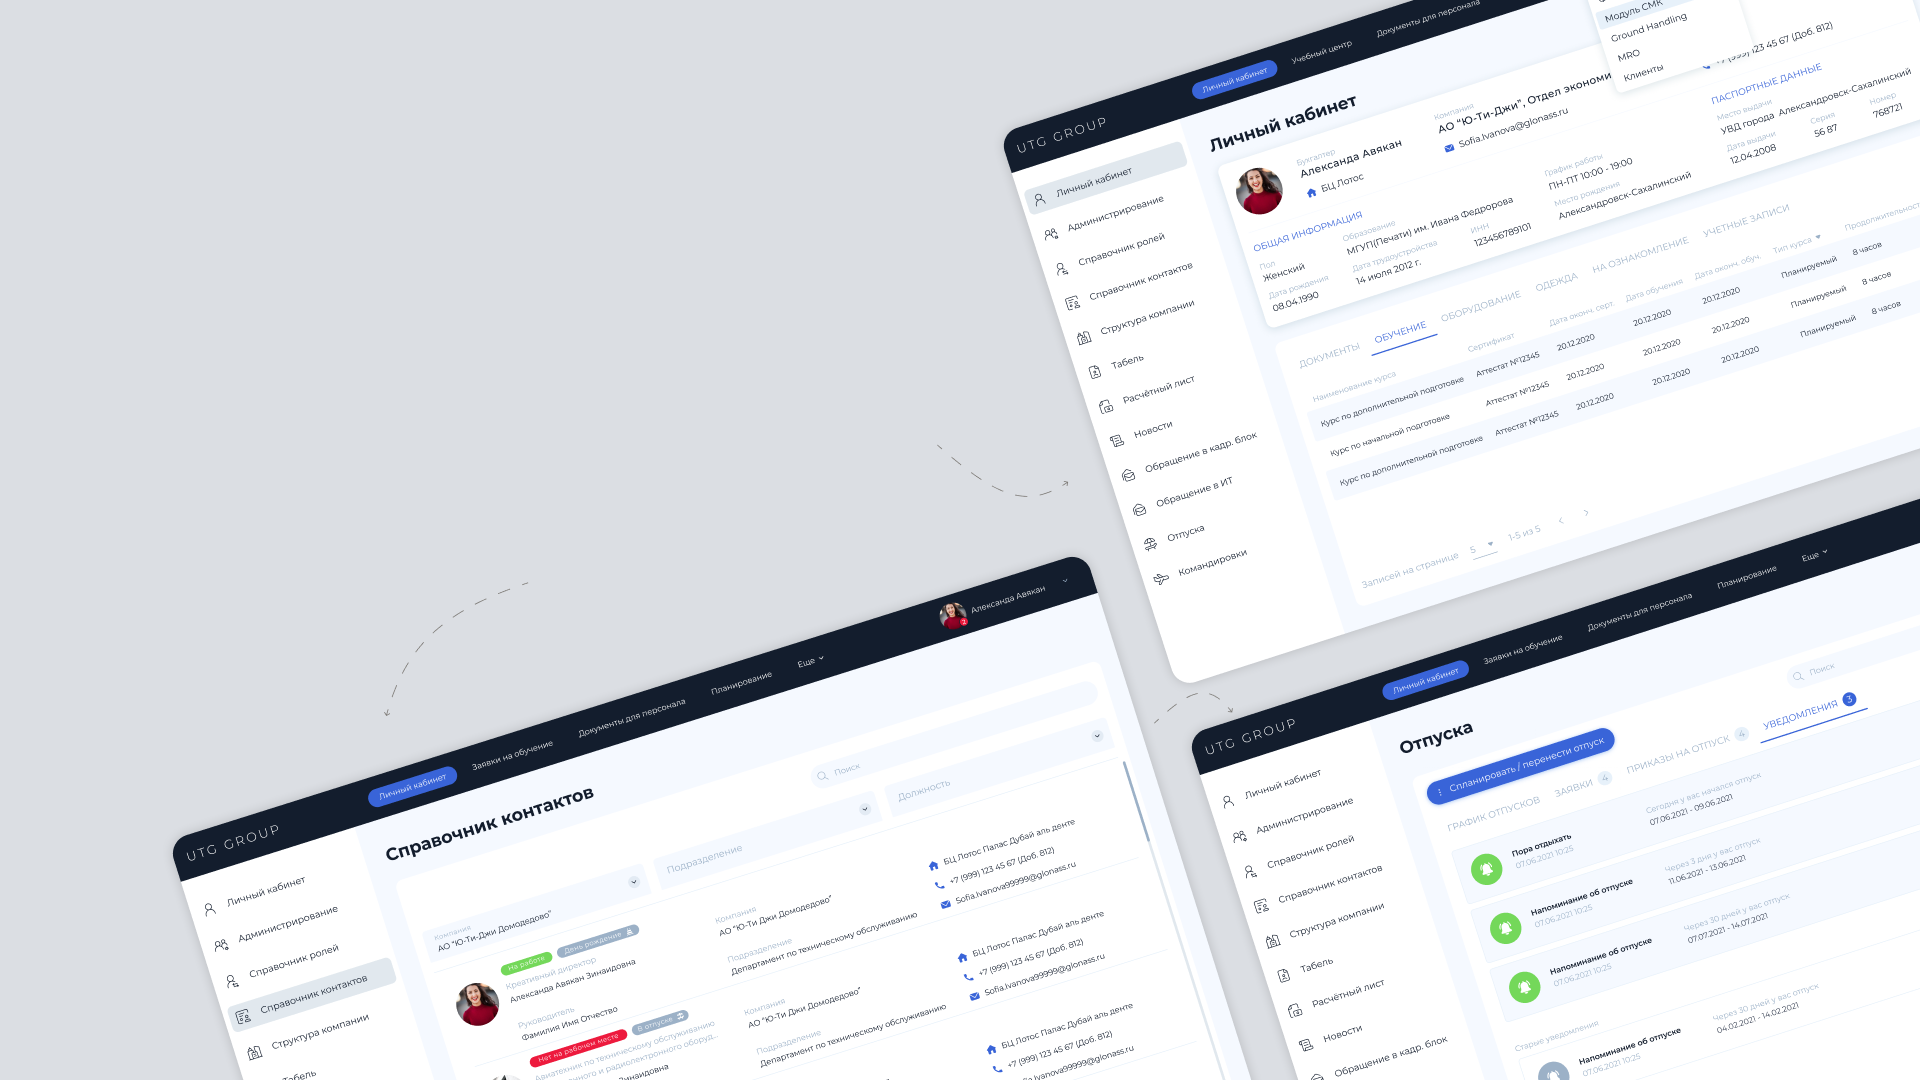 UTG GROUP
Личный кабинет
Учебный центр
Документы для персонала
Модуль СМК
Ground Handling
MRO
Клиенты
Личный кабинет
Администрирование
Справочник ролей
Справочник контактов
Структура компании
Табель
Расчётный лист
Новости
Обращение в кадр. блок
Обращение в ИТ
Отпуска
Командировки
Личный кабинет
Бухгалтер
Александа Авякан
БЦ Лотос
Компания
АО “Ю-Ти-Джи”, Отдел экономи
Sofia.Ivanova@glonass.ru
+7 (999) 123 45 67 (Доб. 812)
ОБЩАЯ ИНФОРМАЦИЯ
Пол
Женский
Дата рождения
08.04.1990
Образование
МГУП(Печати) им. Ивана Федророва
Дата трудоустройства
14 июля 2012 г.
ИНН
123456789101
График работы
ПН-ПТ 10:00 - 19:00
Место рождения
Александровск-Сахалинский
ПАСПОРТНЫЕ ДАННЫЕ
Место выдачи
УВД города Александровск-Сахалинский
Дата выдачи
12.04.2008
Серия
56 87
Номер
768721
ДОКУМЕНТЫ
ОБУЧЕНИЕ
ОБОРУДОВАНИЕ
ОДЕЖДА
НА ОЗНАКОМЛЕНИЕ
УЧЕТНЫЕ ЗАПИСИ
Наименование курса
Сертификат
Дата оконч. серт.
Дата обучения
Дата оконч. обуч.
Тип курса
Продолжительност
Курс по дополнительной подготовке Аттестат №12345 20.12.2020 20.12.2020 20.12.2020 Планируемый 8 часов
Курс по начальной подготовке Аттестат №12345 20.12.2020 20.12.2020 20.12.2020 Планируемый 8 часов
Курс по дополнительной подготовке Аттестат №12345 20.12.2020 20.12.2020 20.12.2020 Планируемый 8 часов
Записей на странице 5 1-5 из 5
UTG GROUP
Личный кабинет
Заявки на обучение
Документы для персонала
Планирование
Еще
Александа Авякан
2
Личный кабинет
Администрирование
Справочник ролей
Справочник контактов
Структура компании
Табель
Справочник контактов
Поиск
Компания
АО “Ю-Ти-Джи Домодедово”
Подразделение
Должность
На работе
День рождение
Креативный директор
Александа Авякан Зинаидовна
Руководитель
Фамилия Имя Отчество
Компания
АО “Ю-Ти Джи Домодедово”
Подразделение
Департамент по техническому обслуживанию
БЦ Лотос Палас Дубай аль денте
+7 (999) 123 45 67 (Доб. 812)
Sofia.Ivanova99999@glonass.ru
Нет на рабочем месте
В отпуске
Авиатехник по техническому обслуживанию
нного и радиоэлектронного оборуд...
Зинаидовна
Компания
АО “Ю-Ти Джи Домодедово”
Подразделение
Департамент по техническому обслуживанию
БЦ Лотос Палас Дубай аль денте
+7 (999) 123 45 67 (Доб. 812)
Sofia.Ivanova99999@glonass.ru
БЦ Лотос Палас Дубай аль денте
+7 (999) 123 45 67 (Доб. 812)
fia.Ivanova99999@glonass.ru
UTG GROUP
Личный кабинет
Заявки на обучение
Документы для персонала
Планирование
Еще
Личный кабинет
Администрирование
Справочник ролей
Справочник контактов
Структура компании
Табель
Расчётный лист
Новости
Обращение в кадр. блок
Отпуска
Поиск
Спланировать / перенести отпуск
ГРАФИК ОТПУСКОВ
ЗАЯВКИ 4
ПРИКАЗЫ НА ОТПУСК 4
УВЕДОМЛЕНИЯ 3
Пора отдыхать
07.06.2021 10:25
Сегодня у вас начался отпуск
07.06.2021 - 09.06.2021
Напоминание об отпуске
07.06.2021 10:25
Через 3 дня у вас отпуск
11.06.2021 - 13.06.2021
Напоминание об отпуске
07.06.2021 10:25
Через 30 дней у вас отпуск
07.07.2021 - 14.07.2021
Старые уведомления
Напоминание об отпуске
07.06.2021 10:25
Через 30 дней у вас отпуск
04.02.2021 - 14.02.2021